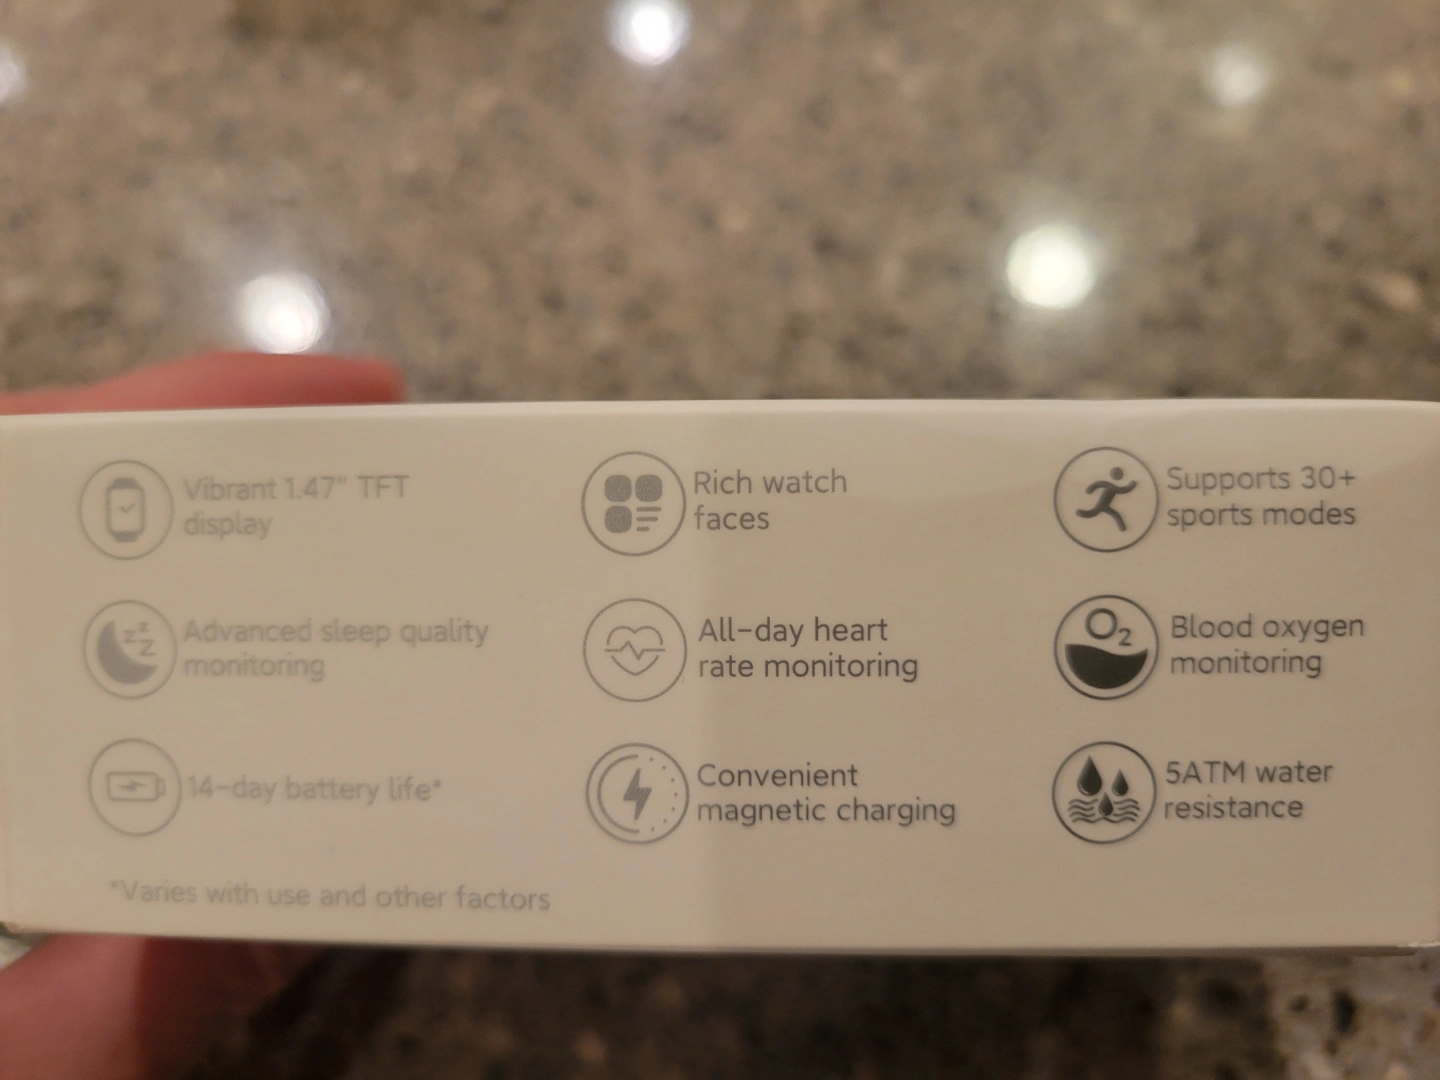 Vibrant 1.47" TFT
display
Rich watch
faces
Supports 30+
sports modes
Advanced sleep quality
monitoring
All-day heart
rate monitoring
O2
Blood oxygen
monitoring
14-day battery life*
Convenient
magnetic charging
5ATM water
resistance
*Varies with use and other factors